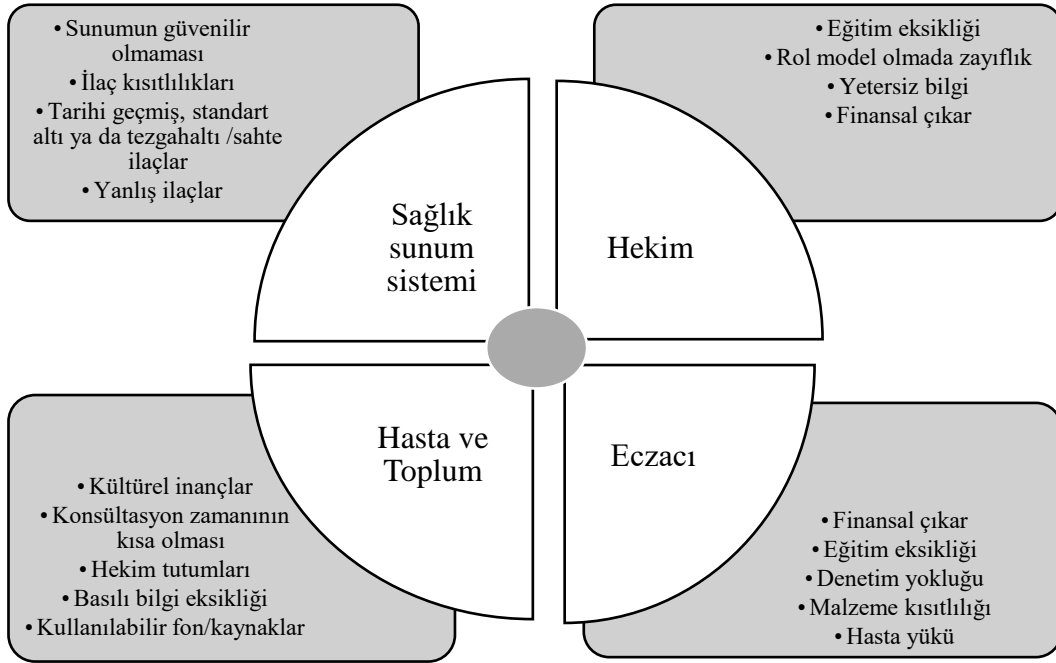 • Sunumun güvenilir
olmaması
• İlaç kısıtlılıkları
• Tarihi geçmiş, standart
altı ya da tezgahaltı /sahte
ilaçlar
• Yanlış ilaçlar
• Eğitim eksikliği
• Rol model olmada zayıflık
• Yetersiz bilgi
• Finansal çıkar
Sağlık
sunum
sistemi
Hekim
Hasta ve
Toplum
Eczacı
• Kültürel inançlar
• Konsültasyon zamanının
kısa olması
• Hekim tutumları
• Basılı bilgi eksikliği
• Kullanılabilir fon/kaynaklar
• Finansal çıkar
• Eğitim eksikliği
• Denetim yokluğu
• Malzeme kısıtlılığı
• Hasta yükü